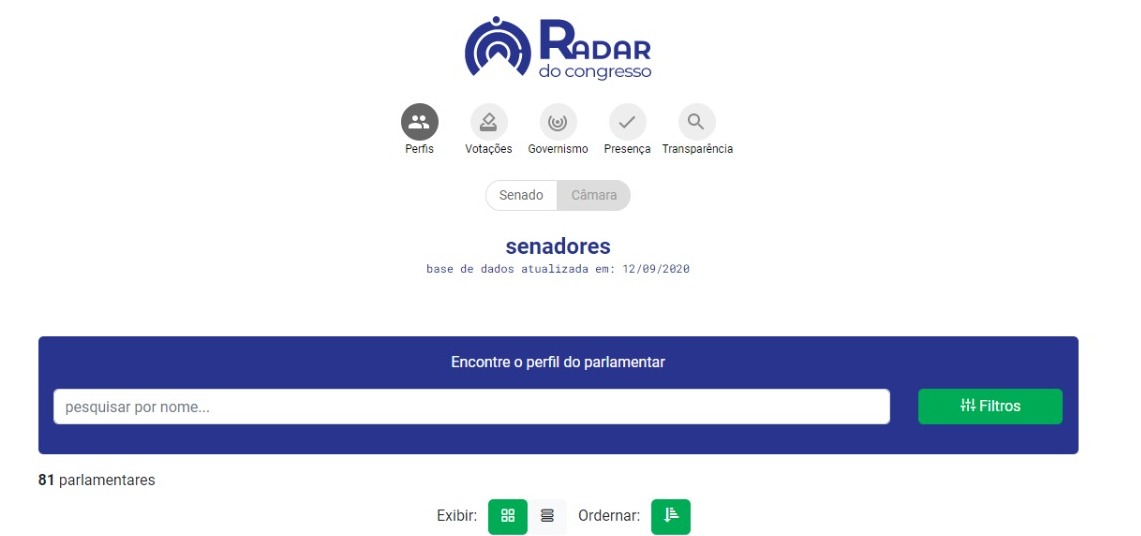 RADAR
do congresso
Perfis Votações Governismo Presença Transparência
Senado Câmara
senadores
base de dados atualizada em: 12/09/2020
Encontre o perfil do parlamentar
pesquisar por nome... Filtros
81 parlamentares
Exibir: Ordernar: